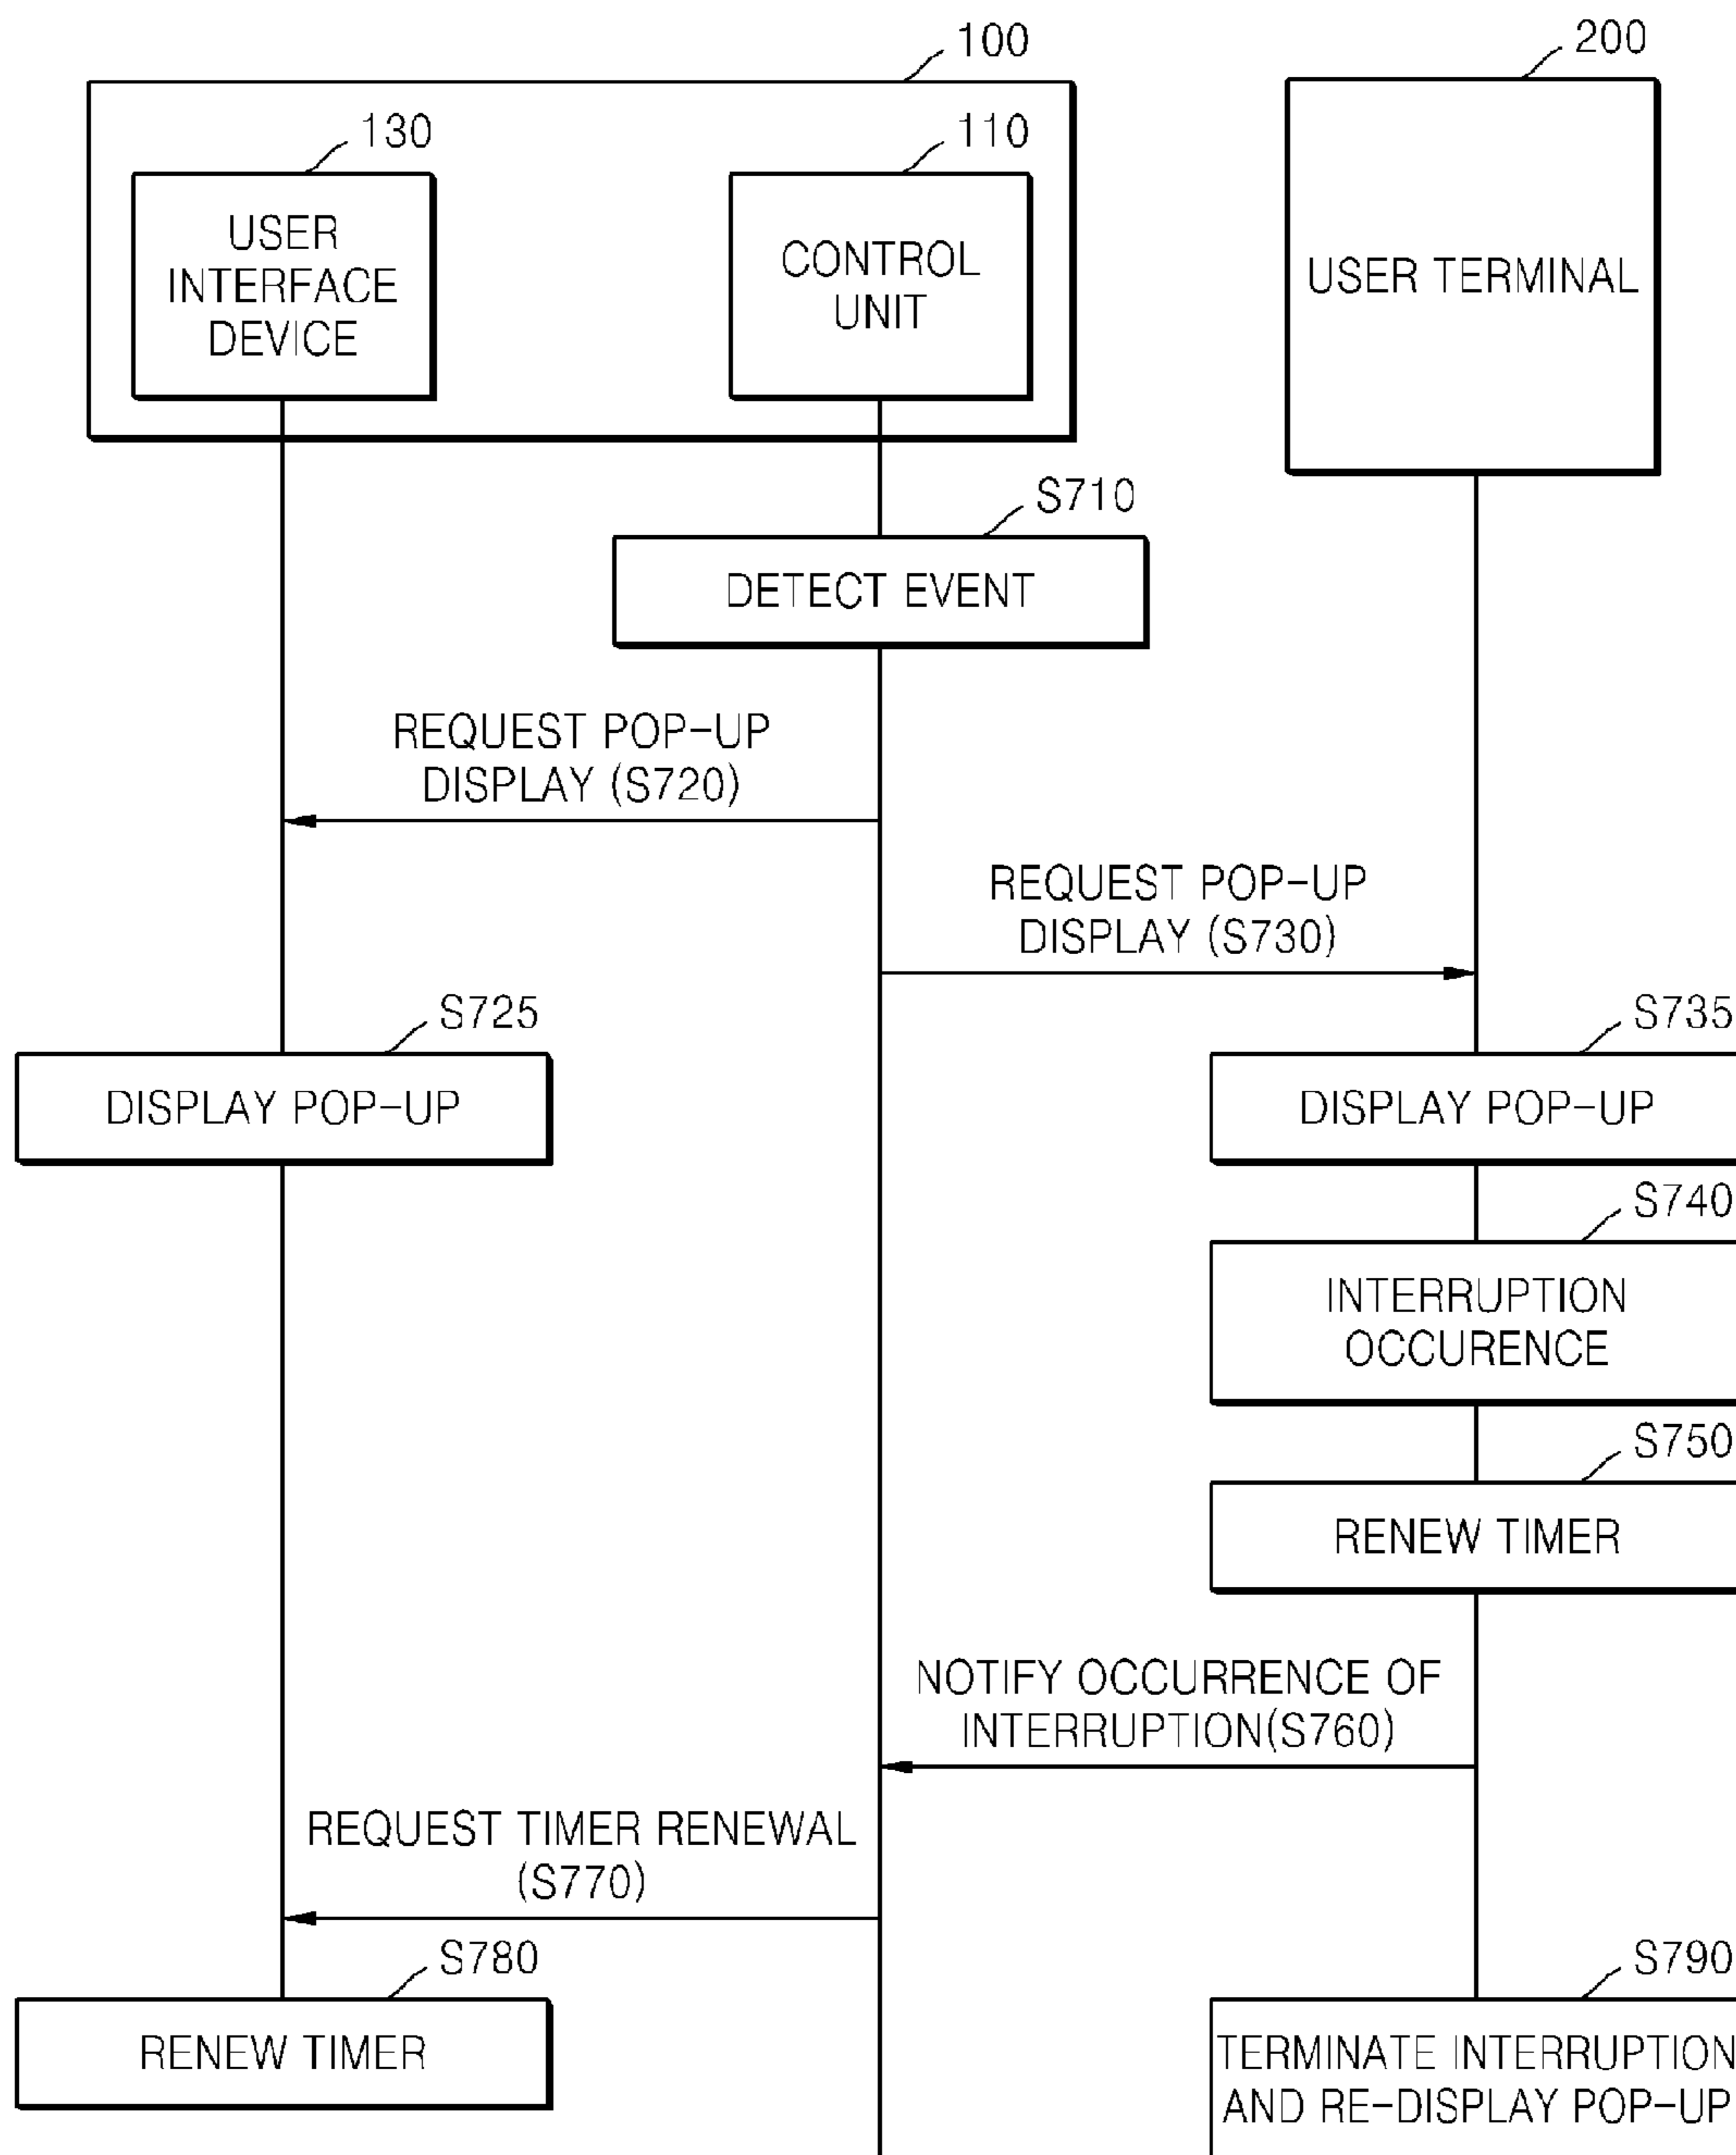 100
200
130
110
USER
INTERFACE
DEVICE
CONTROL
UNIT
USER TERMINAL
S710
DETECT EVENT
REQUEST POP-UP
DISPLAY (S720)
REQUEST POP-UP
DISPLAY (S730)
S725
S735
DISPLAY POP-UP
DISPLAY POP-UP
S740
INTERRUPTION
OCCURENCE
S750
RENEW TIMER
NOTIFY OCCURRENCE OF
INTERRUPTION(S760)
REQUEST TIMER RENEWAL
(S770)
S780
S790
RENEW TIMER
TERMINATE INTERRUPTION
AND RE-DISPLAY POP-UP